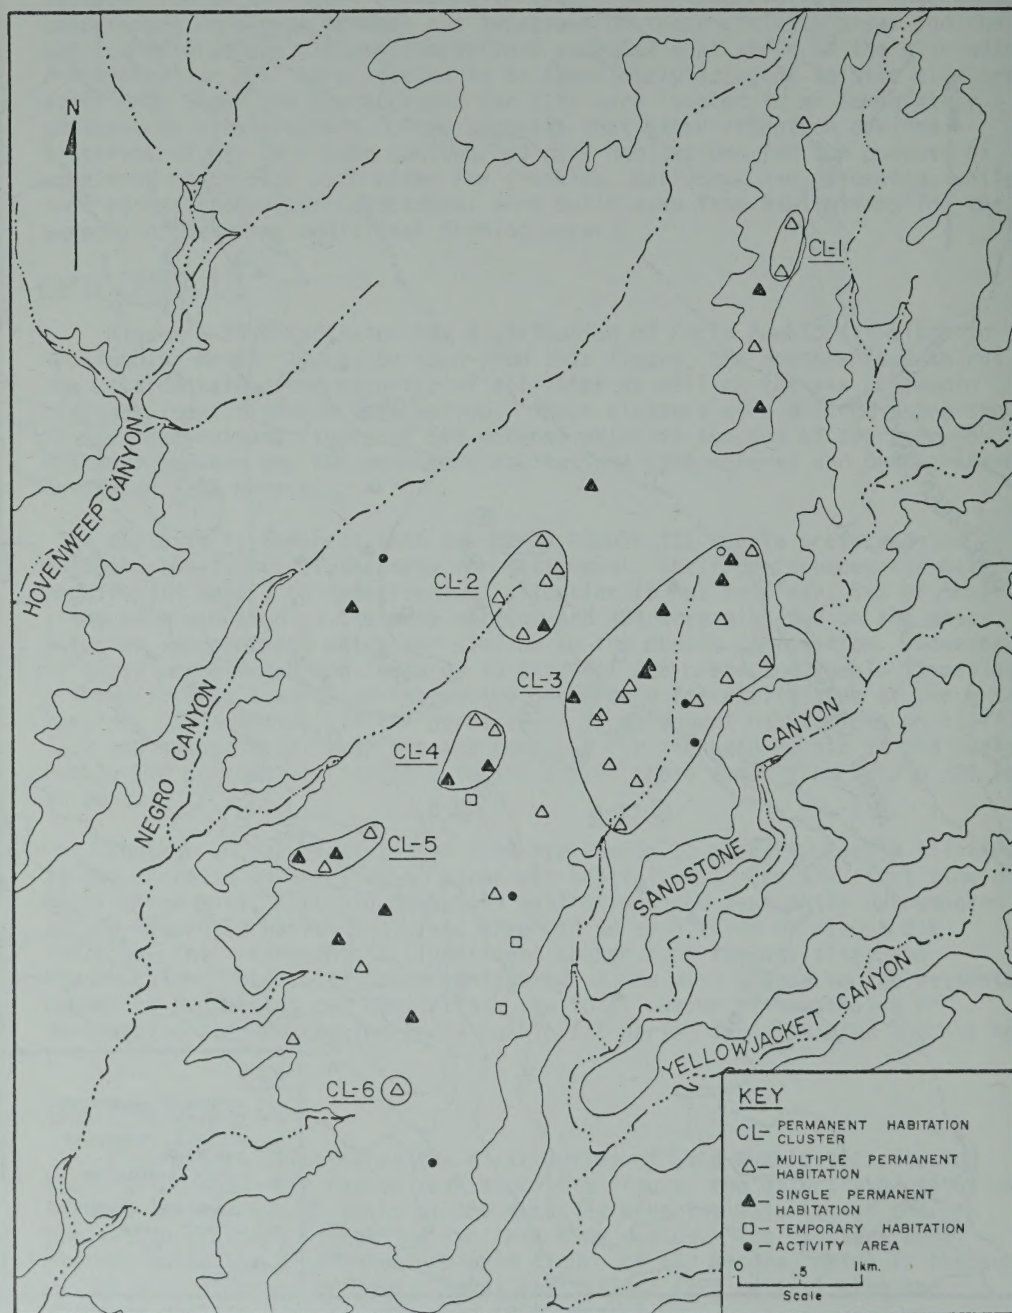 N
CL-1
HOVENWEEP CANYON
CL-2
CL-3
NEGRO CANYON
CL-4
CANYON
CL-5
SANDSTONE
YELLOWJACKET CANYON
CL-6
KEY
CL- PERMANENT HABITATION
CLUSTER
△ - MULTIPLE PERMANENT
HABITATION
▲ - SINGLE PERMANENT
HABITATION
□ - TEMPORARY HABITATION
● - ACTIVITY AREA
0 .5 1km.
Scale